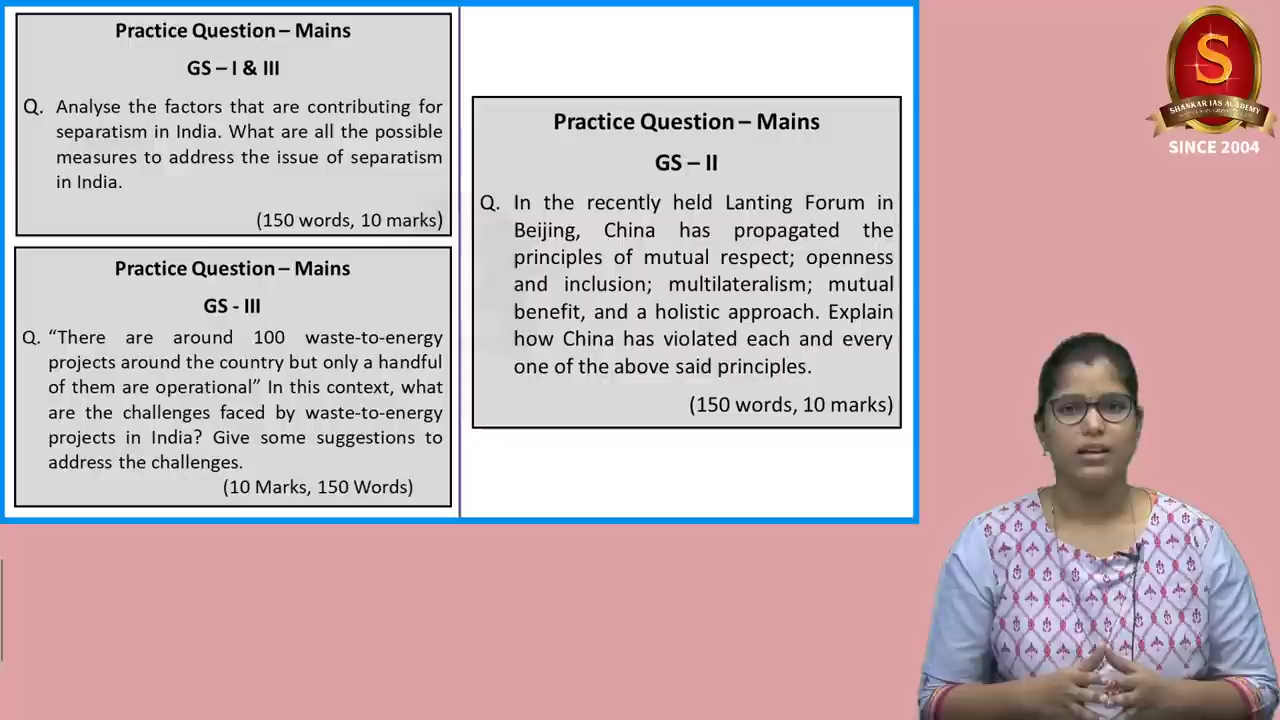 Practice Question – Mains
GS – I & III
Q. Analyse the factors that are contributing for
separatism in India. What are all the possible
measures to address the issue of separatism
in India.
(150 words, 10 marks)
Practice Question – Mains
GS - III
Q. “There are around 100 waste-to-energy
projects around the country but only a handful
of them are operational” In this context, what
are the challenges faced by waste-to-energy
projects in India? Give some suggestions to
address the challenges.
(10 Marks, 150 Words)
Practice Question – Mains
GS – II
Q. In the recently held Lanting Forum in
Beijing, China has propagated the
principles of mutual respect; openness
and inclusion; multilateralism; mutual
benefit, and a holistic approach. Explain
how China has violated each and every
one of the above said principles.
(150 words, 10 marks)
S
SHANKAR IAS ACADEMY
SINCE 2004